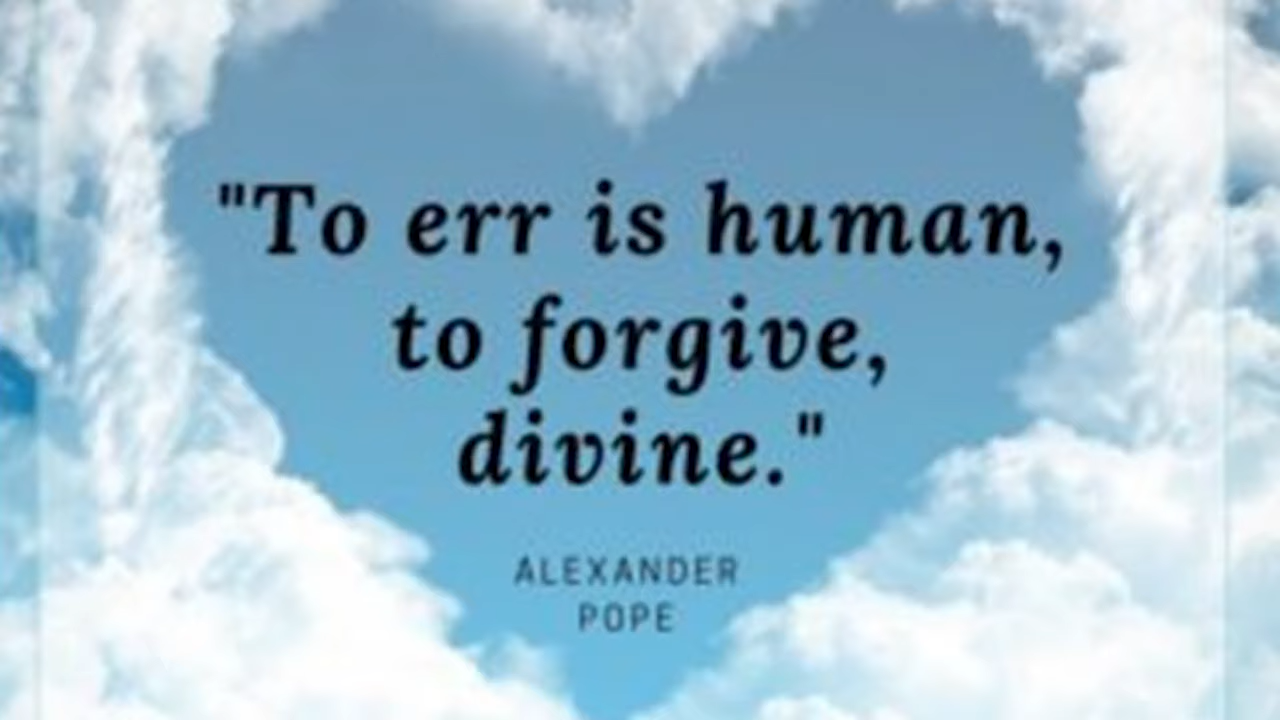 "To err is human,
to forgive,
divine."
ALEXANDER
POPE